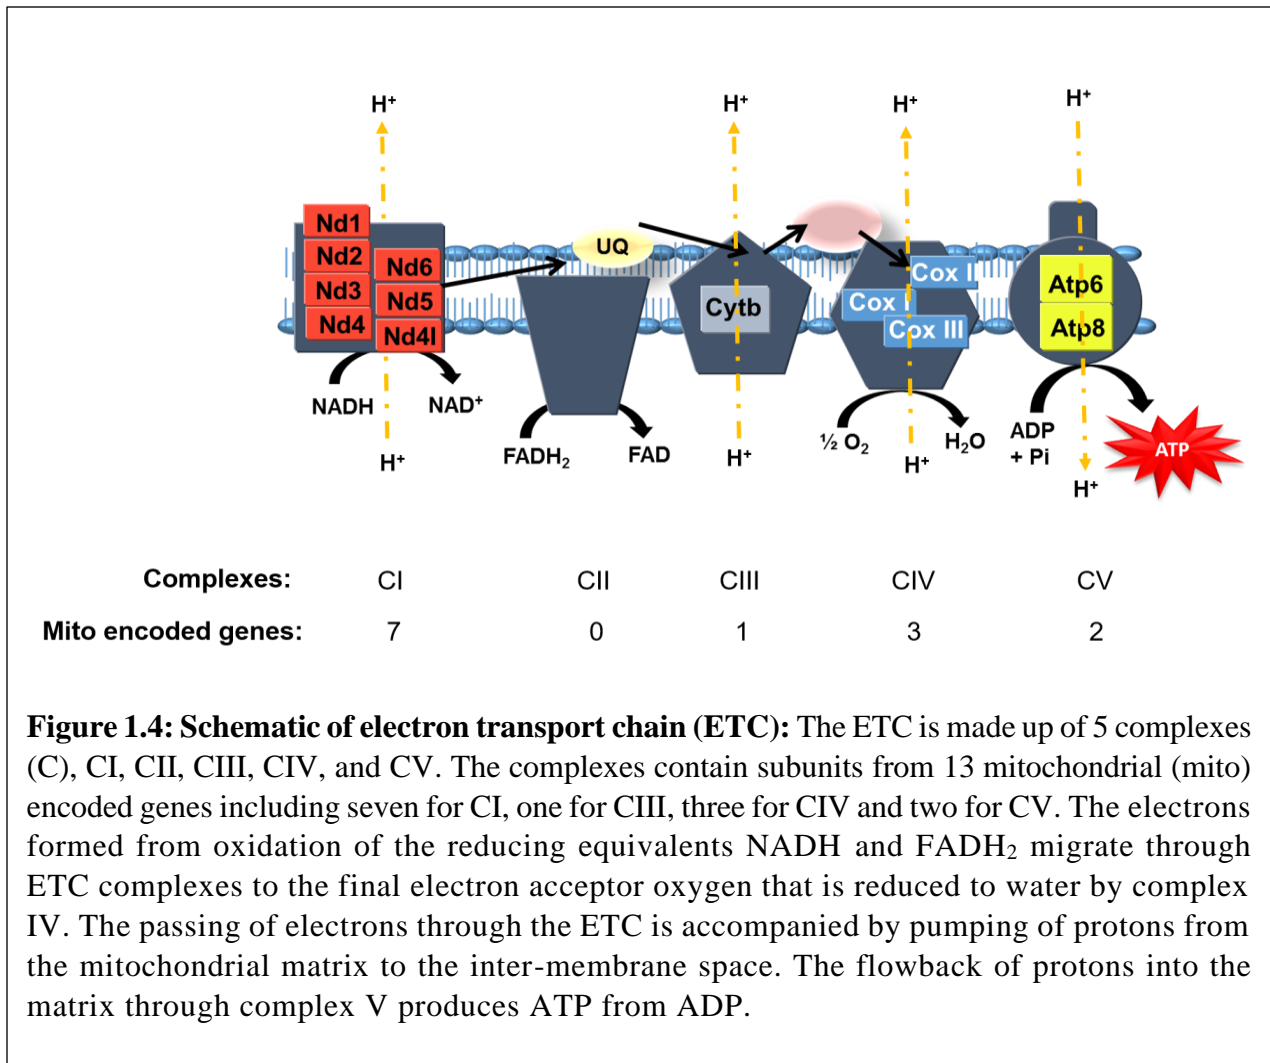 H⁺ H⁺ H⁺ H⁺
Nd1
Nd2
Nd3
Nd4
Nd6
Nd5
Nd4l
UQ
Cytb
Cox II
Cox I
Cox III
Atp6
Atp8
NADH NAD⁺
H⁺
FADH₂ FAD
H⁺
½ O₂ H₂O
H⁺
ADP
+ Pi
ATP
H⁺
Complexes: CI CII CIII CIV CV
Mito encoded genes: 7 0 1 3 2
Figure 1.4: Schematic of electron transport chain (ETC): The ETC is made up of 5 complexes
(C), CI, CII, CIII, CIV, and CV. The complexes contain subunits from 13 mitochondrial (mito)
encoded genes including seven for CI, one for CIII, three for CIV and two for CV. The electrons
formed from oxidation of the reducing equivalents NADH and FADH₂ migrate through
ETC complexes to the final electron acceptor oxygen that is reduced to water by complex
IV. The passing of electrons through the ETC is accompanied by pumping of protons from
the mitochondrial matrix to the inter-membrane space. The flowback of protons into the
matrix through complex V produces ATP from ADP.